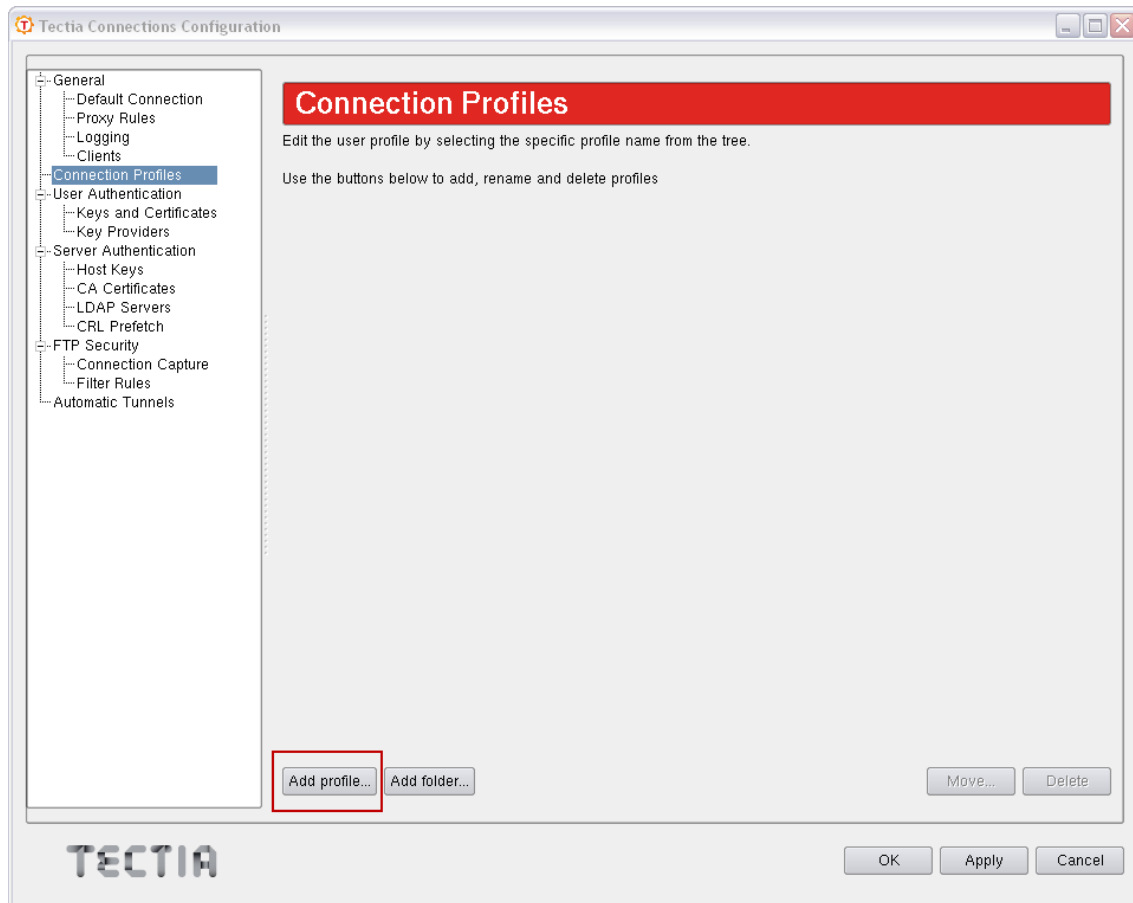 Tectia Connections Configuration
General
Default Connection
Proxy Rules
Logging
Clients
Connection Profiles
User Authentication
Keys and Certificates
Key Providers
Server Authentication
Host Keys
CA Certificates
LDAP Servers
CRL Prefetch
FTP Security
Connection Capture
Filter Rules
Automatic Tunnels
Connection Profiles
Edit the user profile by selecting the specific profile name from the tree.
Use the buttons below to add, rename and delete profiles
Add profile... Add folder... Move... Delete
TECTIA
OK Apply Cancel